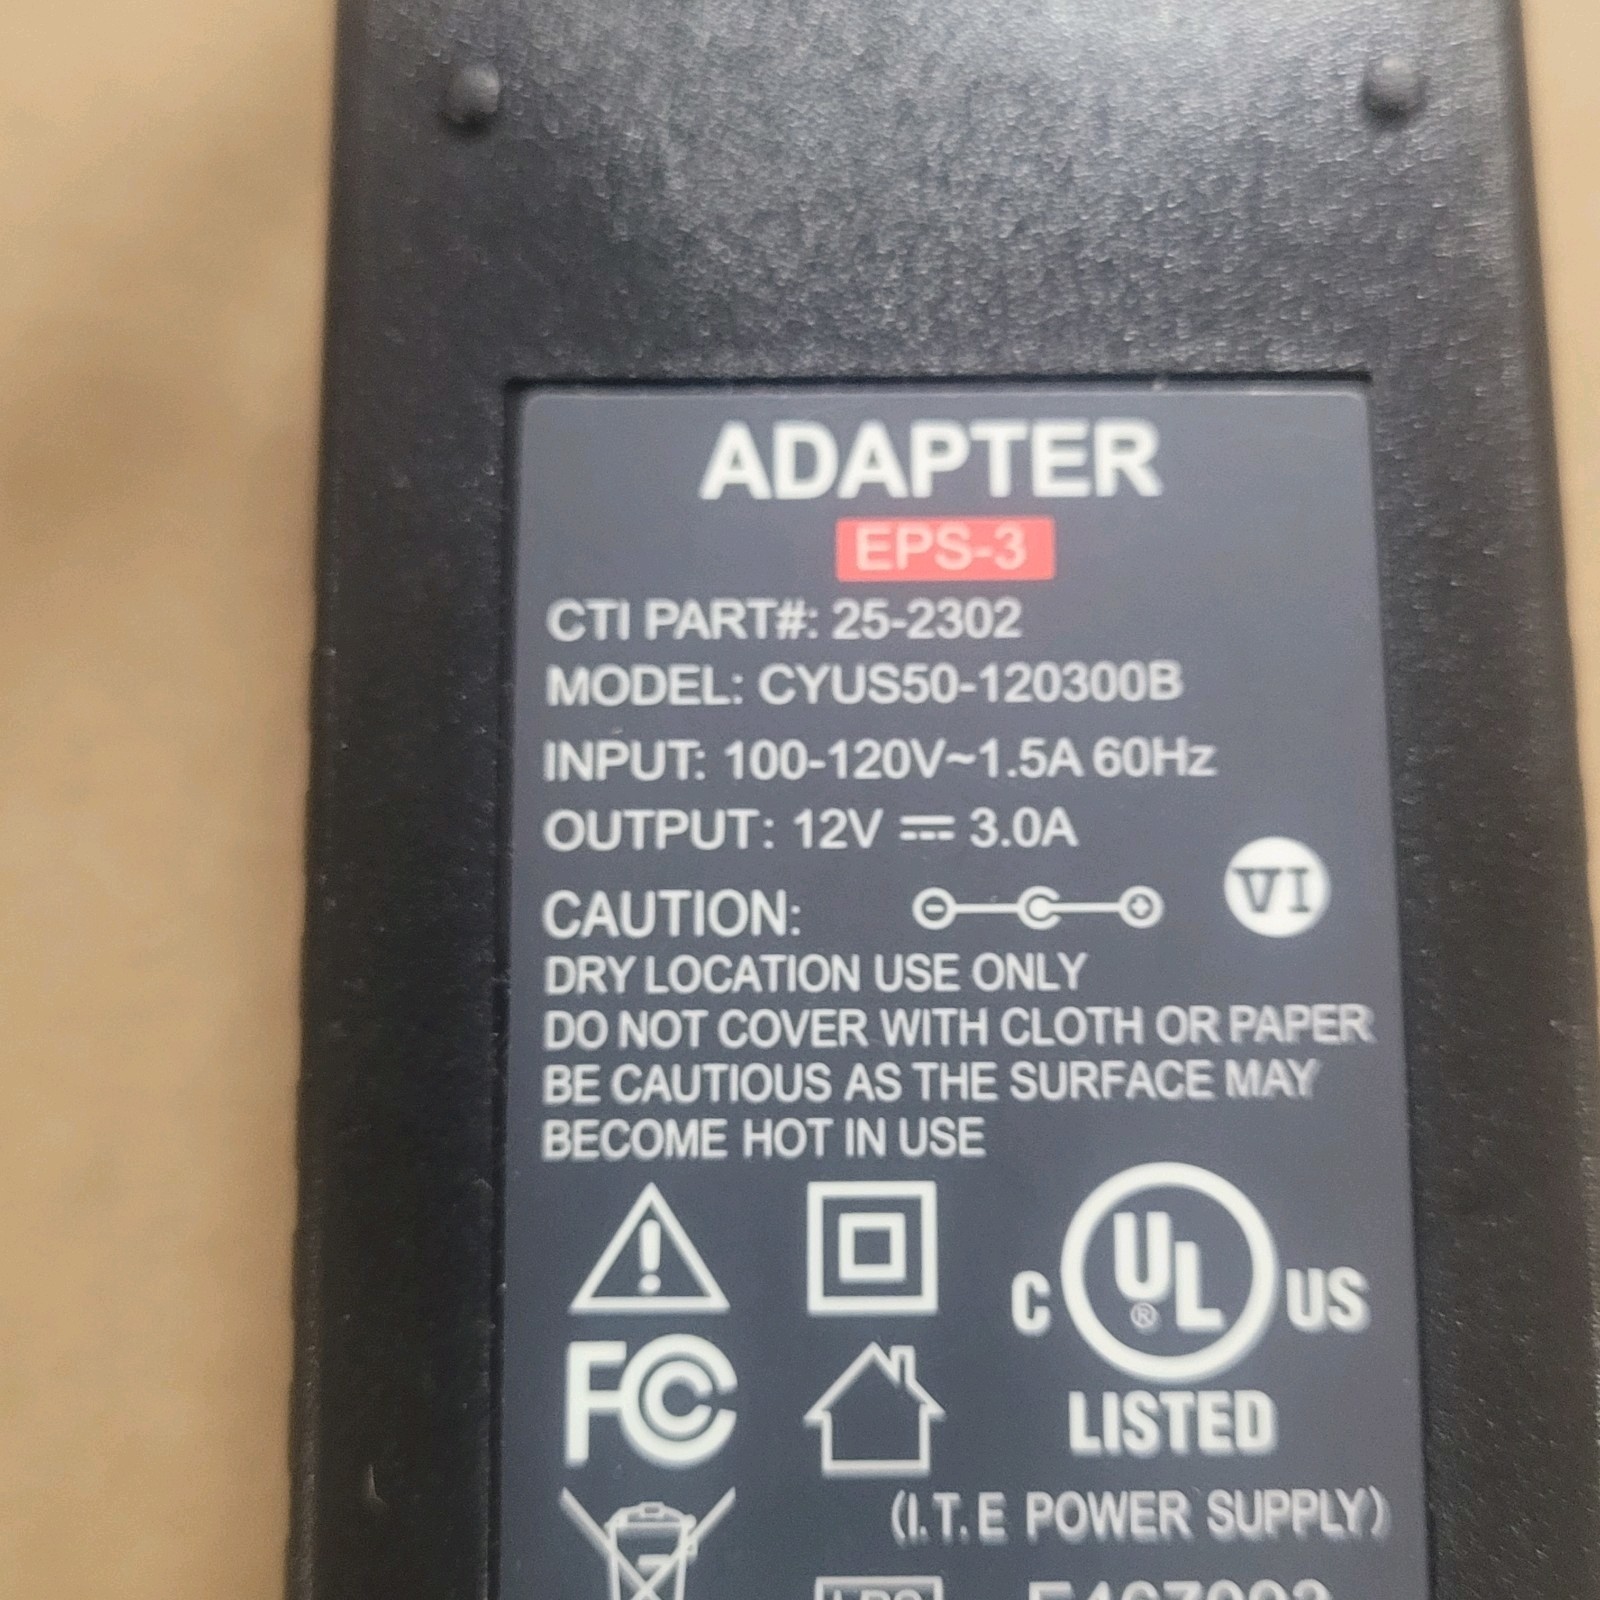 ADAPTER
EPS-3
CTI PART#: 25-2302
MODEL: CYUS50-120300B
INPUT: 100-120V~1.5A 60Hz
OUTPUT: 12V ⎓ 3.0A
VI
CAUTION:
DRY LOCATION USE ONLY
DO NOT COVER WITH CLOTH OR PAPER
BE CAUTIOUS AS THE SURFACE MAY
BECOME HOT IN USE
C UL® US
LISTED
FC
(I.T.E POWER SUPPLY)
LPS